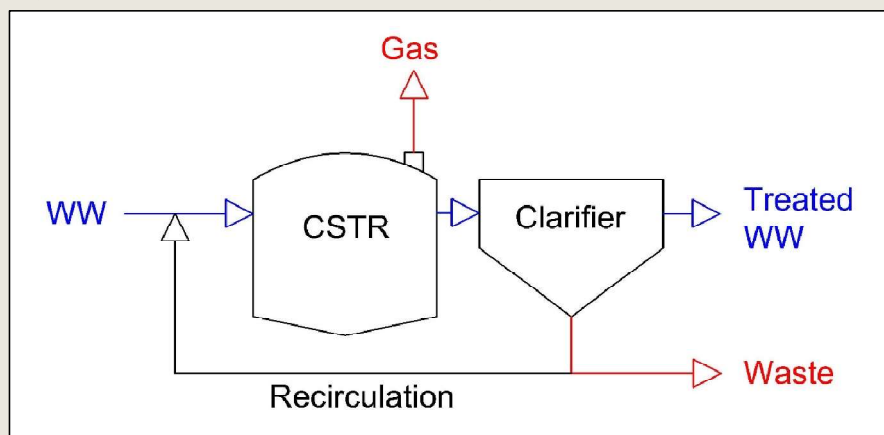 Gas
WW
CSTR
Clarifier
Treated
WW
Recirculation
Waste